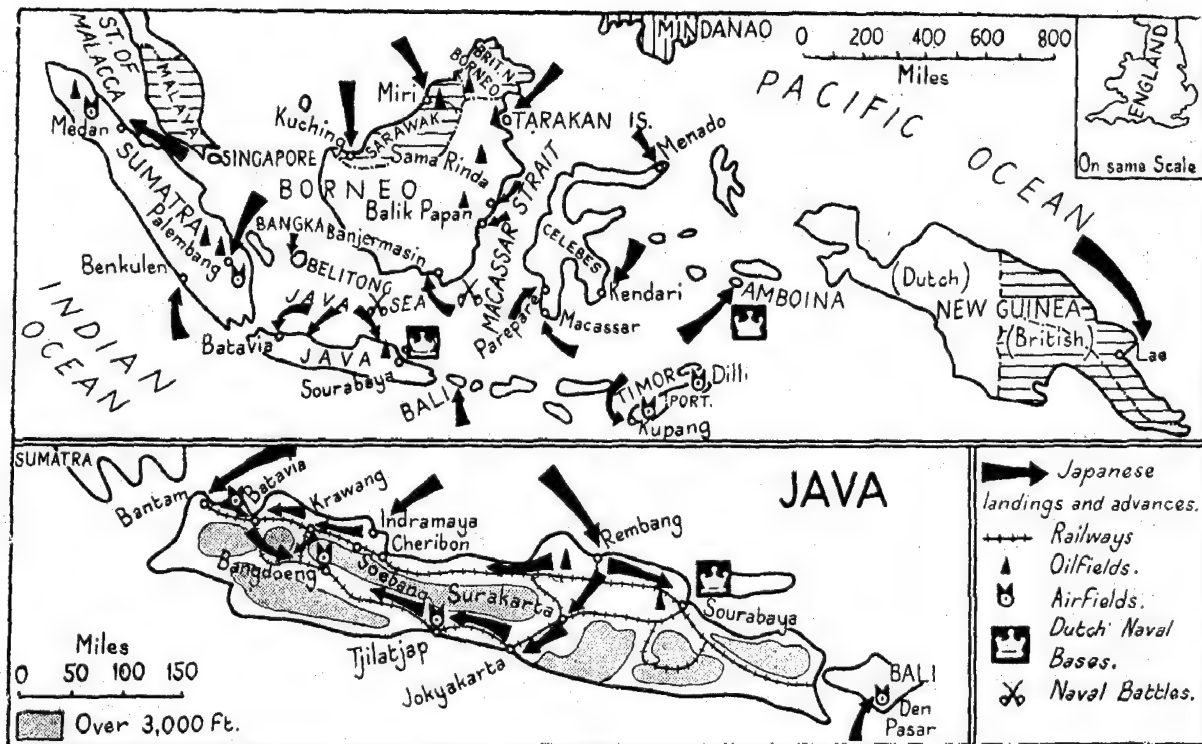 ST. OF
MALACCA
MALAYA
Medan
SINGAPORE
SUMATRA
Palembang
Benkulen
INDIAN
OCEAN
BANGKA
BELITONG
JAVA SEA
Batavia
JAVA
Sourabaya
BALI
Kuching
Miri
SARAWAK
BRIT. N.
BORNEO
TARAKAN IS.
Sama Rinda
BORNEO
Balik Papan
Banjermasin
MACASSAR STRAIT
MINDANAO
Menado
CELEBES
Kendari
Parepare
Macassar
AMBOINA
TIMOR
Dilli
PORT.
Kupang
0 200 400 600 800
Miles
PACIFIC
OCEAN
ENGLAND
On same Scale
(Dutch)
NEW GUINEA
(British)
Lae
SUMATRA
JAVA
Bantam
Batavia
Krawang
Indramaya
Cheribon
Rembang
Bangdoeng
Soebang
Surakarta
Sourabaya
Tjilatjap
Jokyakarta
BALI
Den
Pasar
Miles
0 50 100 150
Over 3,000 Ft.
Japanese
landings and advances.
Railways
Oilfields.
Airfields.
Dutch Naval
Bases.
Naval Battles.